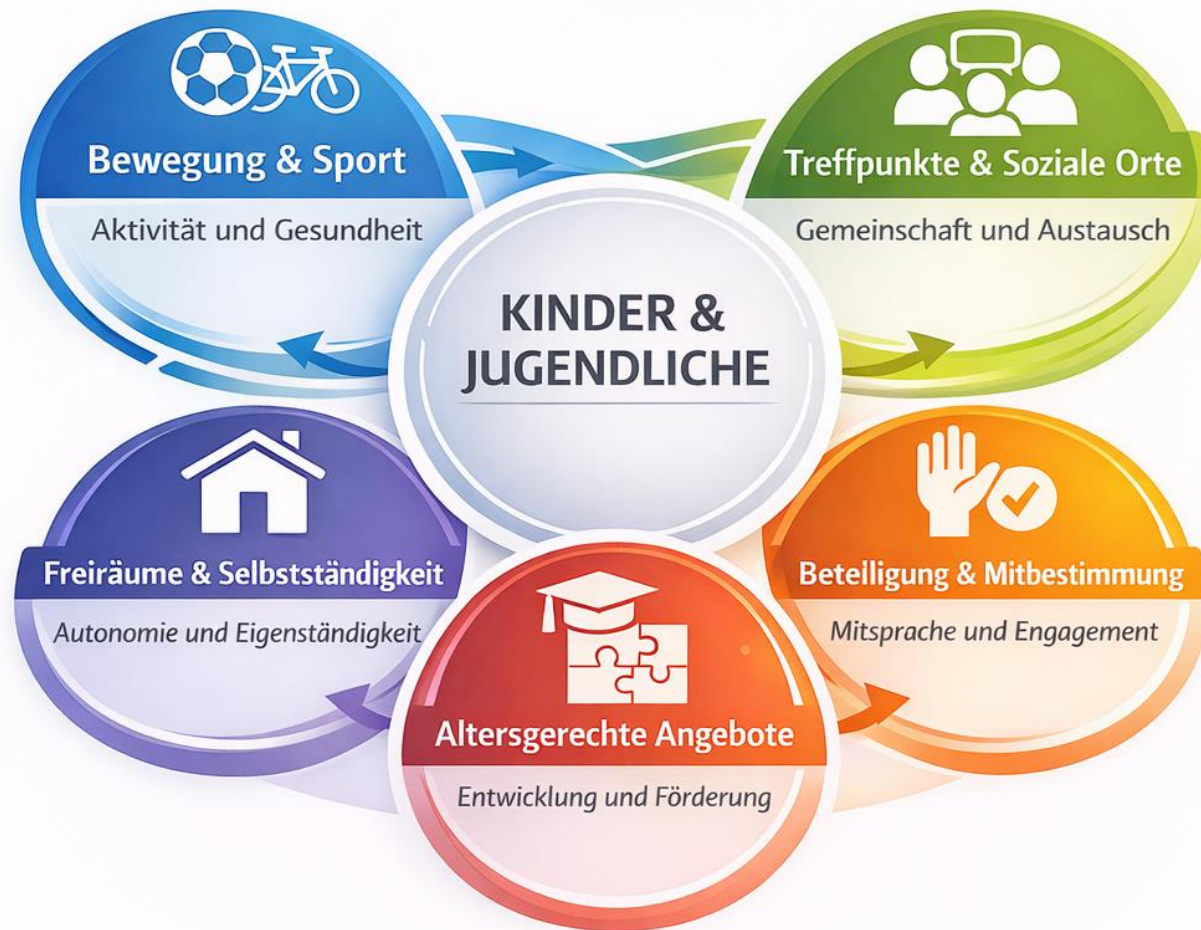 Bewegung & Sport
Aktivität und Gesundheit
Treffpunkte & Soziale Orte
Gemeinschaft und Austausch
KINDER &
JUGENDLICHE
Freiräume & Selbstständigkeit
Autonomie und Eigenständigkeit
Beteiligung & Mitbestimmung
Mitsprache und Engagement
Altersgerechte Angebote
Entwicklung und Förderung